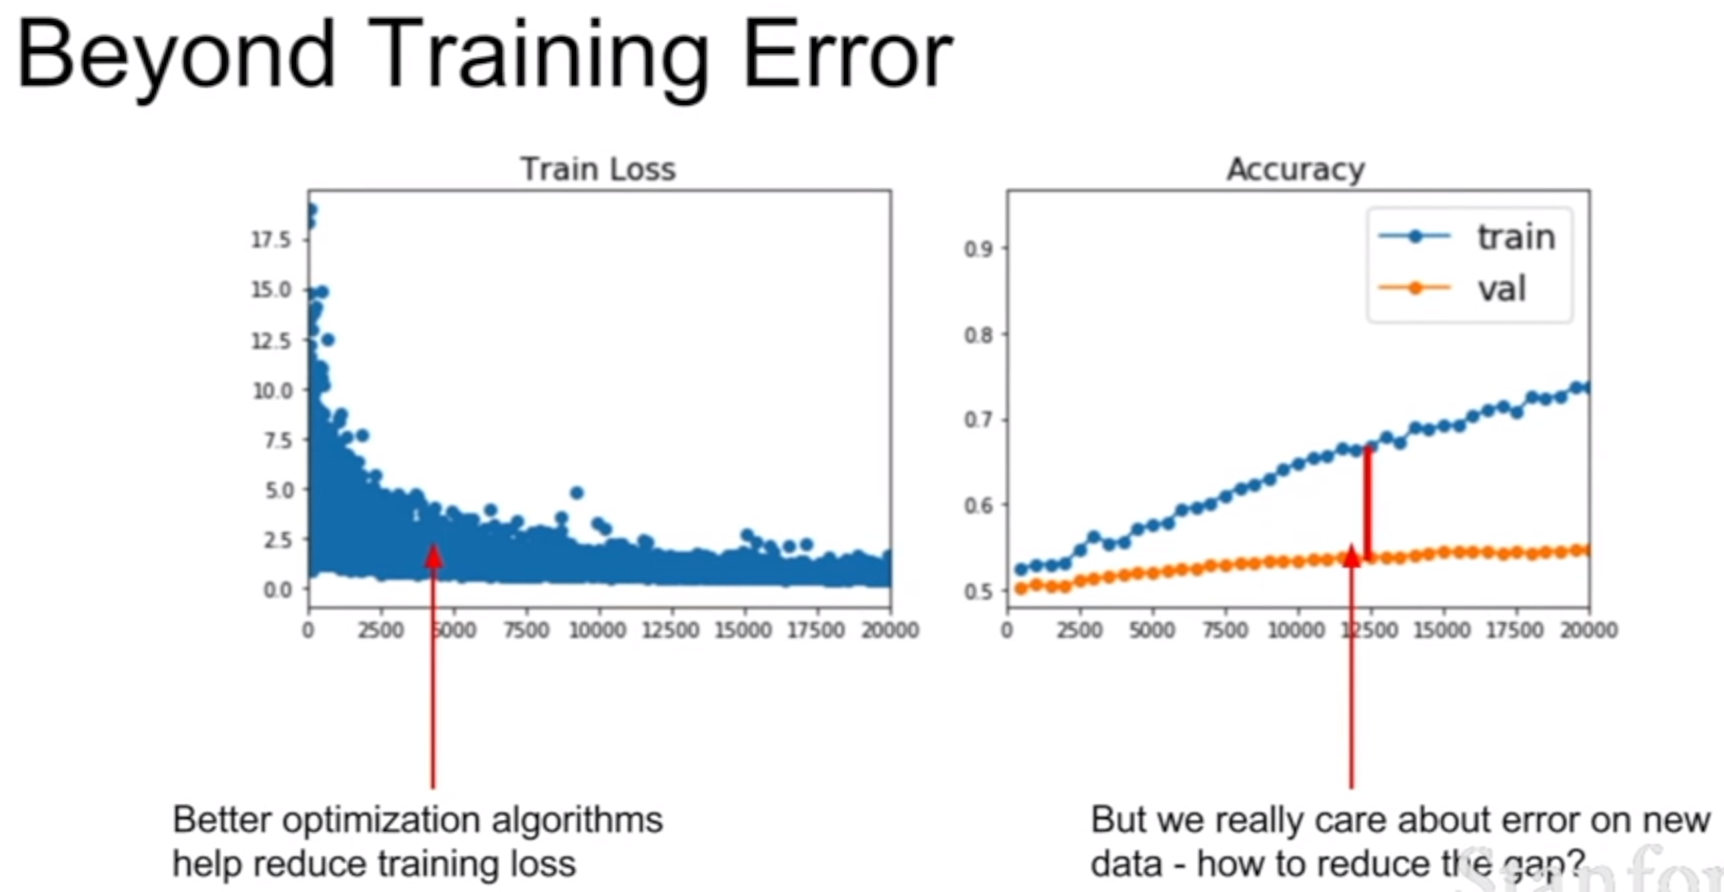 Beyond Training Error
Train Loss
17.5
15.0
12.5
10.0
7.5
5.0
2.5
0.0
0 2500 5000 7500 10000 12500 15000 17500 20000
Accuracy
train
val
0.9
0.8
0.7
0.6
0.5
0 2500 5000 7500 10000 12500 15000 17500 20000
Better optimization algorithms
help reduce training loss
But we really care about error on new
data - how to reduce the gap?